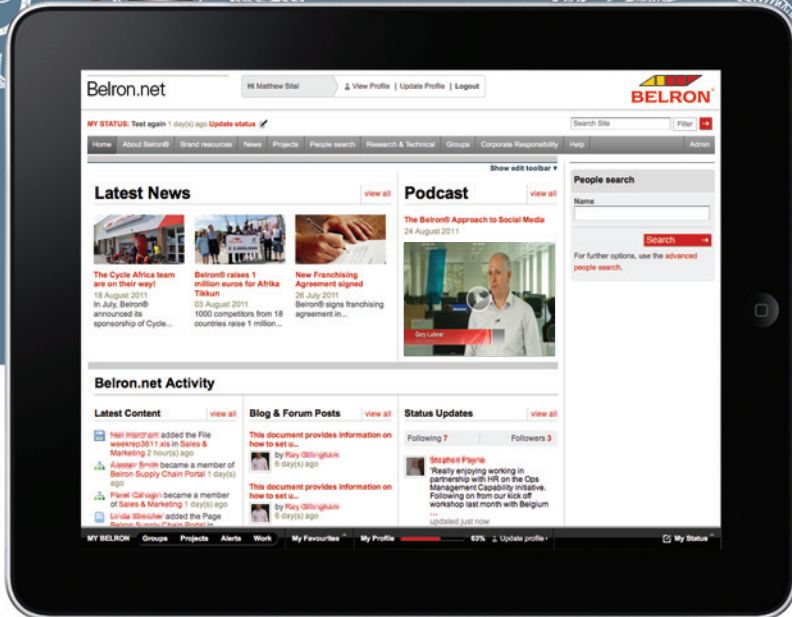 Belron.net
Hi Matthew Sital
View Profile | Update Profile | Logout
BELRON®
MY STATUS: Test again 1 day(s) ago Update status
Search Site
Filter
Home About Belron® Brand resources News Projects People search Research & Technical Groups Corporate Responsibility Help Admin
Show edit toolbar
Latest News
view all
The Cycle Africa team
are on their way!
18 August 2011
In July, Belron®
announced its
sponsorship of Cycle...
Belron® raises 1
million euros for Afrika
Tikkun
03 August 2011
1000 competitors from 18
countries raise 1 million...
New Franchising
Agreement signed
26 July 2011
Belron® signs franchising
agreement in...
Podcast
view all
The Belron® Approach to Social Media
24 August 2011
Gary Lubner
People search
Name
Search
For further options, use the advanced
people search.
Belron.net Activity
Latest Content
view all
added the File
weekrep3611.xls in Sales &
Marketing 2 hour(s) ago
became a member of
Belron Supply Chain Portal 1 day(s)
ago
became a member
of Sales & Marketing 1 day(s) ago
added the Page
Belron Supply Chain Portal in
Blog & Forum Posts
view all
This document provides information on
how to set u...
by
6 day(s) ago
This document provides information on
how to set u...
by
6 day(s) ago
Status Updates
view all
Following 7
Followers 3
'Really enjoying working in
partnership with HR on the Ops
Management Capability initiative.
Following on from our kick off
workshop last month with Belgium
...
updated just now
MY BELRON Groups Projects Alerts Work My Favourites My Profile 63% Update profile My Status